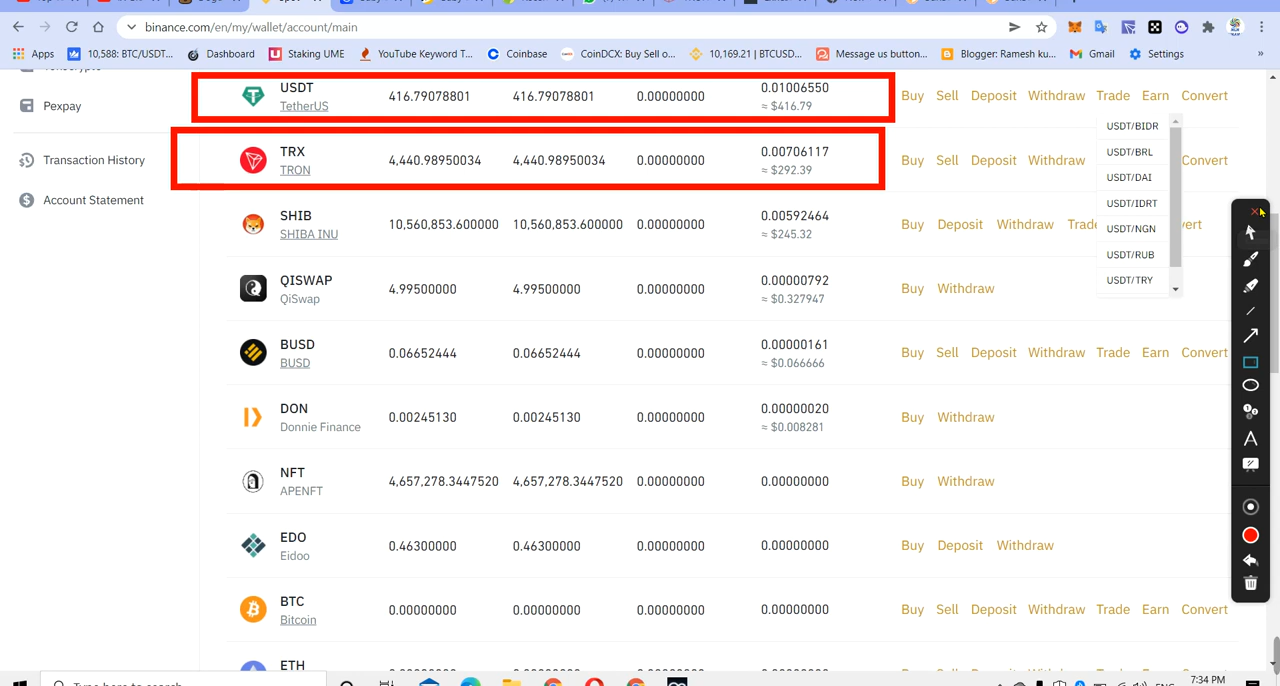 binance.com/en/my/wallet/account/main
Apps 10,588: BTC/USDT... Dashboard Staking UME YouTube Keyword T... Coinbase CoinDCX: Buy Sell o... 10,169.21 | BTCUSD... Message us button... Blogger: Ramesh ku... Gmail Settings »
Pexpay
Transaction History
Account Statement
USDT 0.01006550
TetherUS 416.79078801 416.79078801 0.00000000 ≈ $416.79 Buy Sell Deposit Withdraw Trade Earn Convert
USDT/BIDR
USDT/BRL
USDT/DAI
USDT/IDRT
USDT/NGN
USDT/RUB
USDT/TRY
TRX 0.00706117
TRON 4,440.98950034 4,440.98950034 0.00000000 ≈ $292.39 Buy Sell Deposit Withdraw Convert
SHIB 0.00592464
SHIBA INU 10,560,853.600000 10,560,853.600000 0.00000000 ≈ $245.32 Buy Deposit Withdraw
QISWAP 0.00000792
QiSwap 4.99500000 4.99500000 0.00000000 ≈ $0.327947 Buy Withdraw
BUSD 0.00000161
BUSD 0.06652444 0.06652444 0.00000000 ≈ $0.066666 Buy Sell Deposit Withdraw Trade Earn Convert
DON 0.00000020
Donnie Finance 0.00245130 0.00245130 0.00000000 ≈ $0.008281 Buy Withdraw
NFT
APENFT 4,657,278.3447520 4,657,278.3447520 0.00000000 0.00000000 Buy Withdraw
EDO
Eidoo 0.46300000 0.46300000 0.00000000 0.00000000 Buy Deposit Withdraw
BTC
Bitcoin 0.00000000 0.00000000 0.00000000 0.00000000 Buy Sell Deposit Withdraw Trade Earn Convert
ETH
7:34 PM